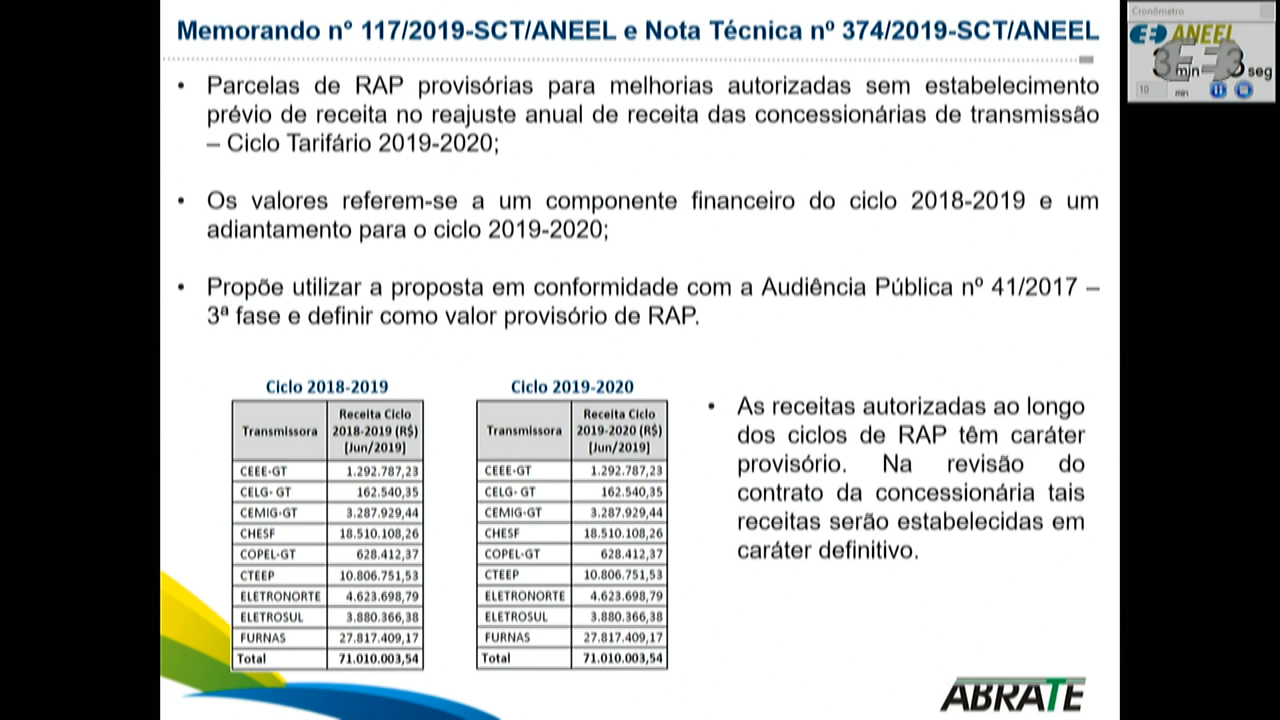 Memorando nº 117/2019-SCT/ANEEL e Nota Técnica nº 374/2019-SCT/ANEEL
• Parcelas de RAP provisórias para melhorias autorizadas sem estabelecimento
prévio de receita no reajuste anual de receita das concessionárias de transmissão
– Ciclo Tarifário 2019-2020;
• Os valores referem-se a um componente financeiro do ciclo 2018-2019 e um
adiantamento para o ciclo 2019-2020;
• Propõe utilizar a proposta em conformidade com a Audiência Pública nº 41/2017 –
3ª fase e definir como valor provisório de RAP.
Ciclo 2018-2019
Transmissora Receita Ciclo 2018-2019 (R$) [Jun/2019]
CEEE-GT 1.292.787,23
CELG- GT 162.540,35
CEMIG-GT 3.287.929,44
CHESF 18.510.108,26
COPEL-GT 628.412,37
CTEEP 10.806.751,53
ELETRONORTE 4.623.698,79
ELETROSUL 3.880.366,38
FURNAS 27.817.409,17
Total 71.010.003,54
Ciclo 2019-2020
Transmissora Receita Ciclo 2019-2020 (R$) [Jun/2019]
CEEE-GT 1.292.787,23
CELG- GT 162.540,35
CEMIG-GT 3.287.929,44
CHESF 18.510.108,26
COPEL-GT 628.412,37
CTEEP 10.806.751,53
ELETRONORTE 4.623.698,79
ELETROSUL 3.880.366,38
FURNAS 27.817.409,17
Total 71.010.003,54
• As receitas autorizadas ao longo
dos ciclos de RAP têm caráter
provisório. Na revisão do
contrato da concessionária tais
receitas serão estabelecidas em
caráter definitivo.
ABRATE
Cronômetro
ANEEL
min seg
10 min